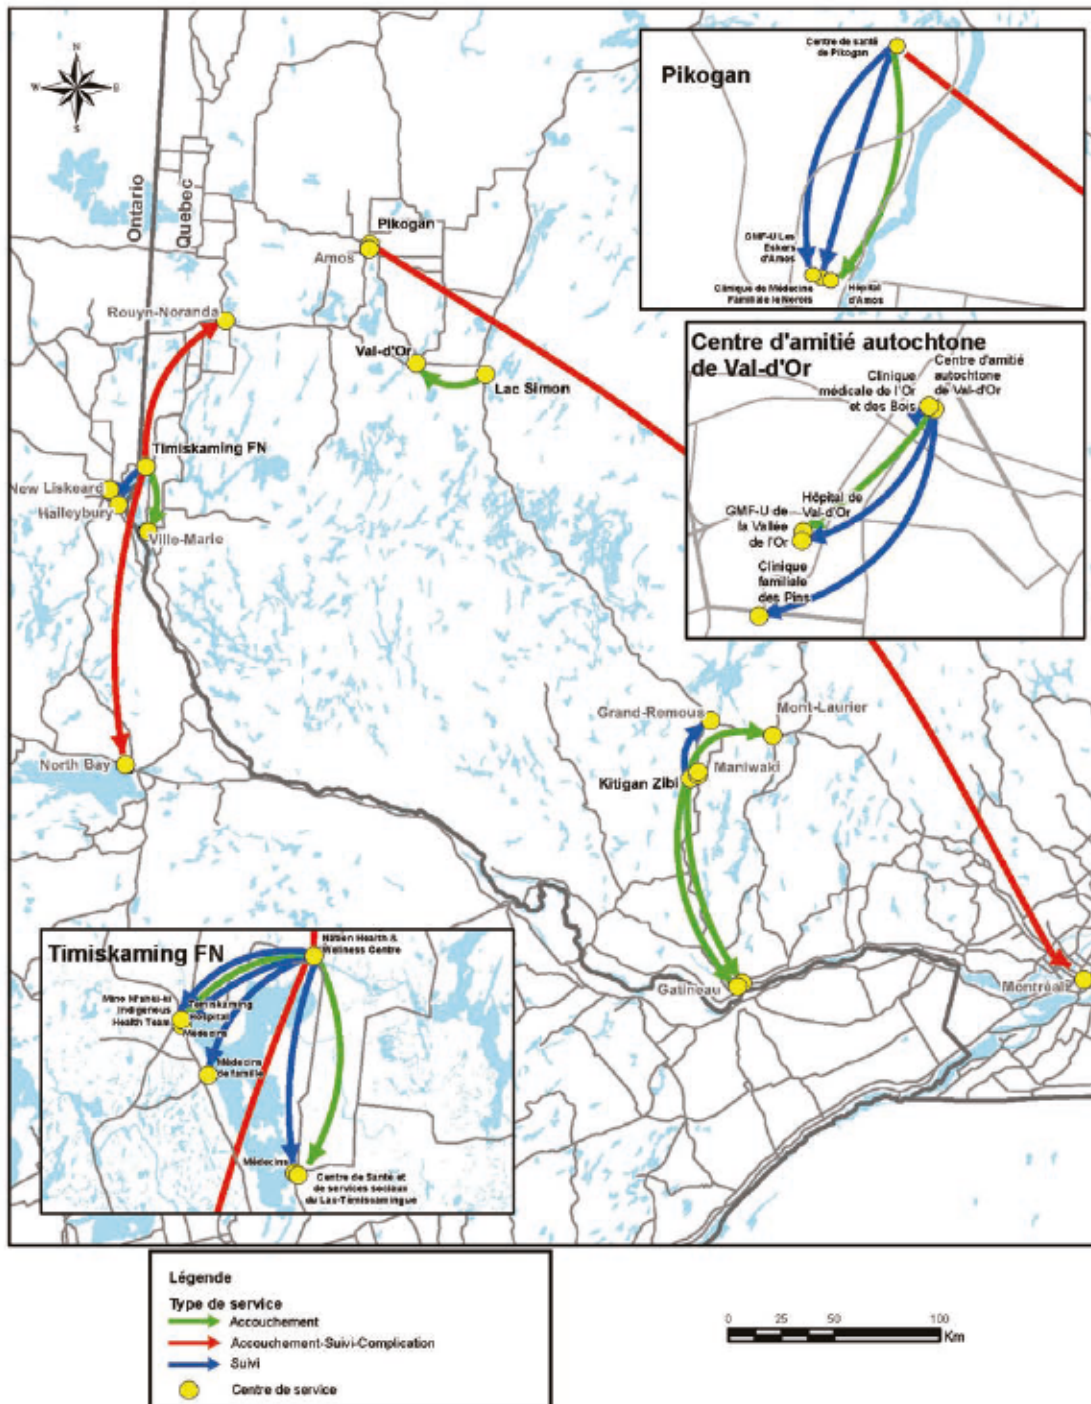 N
W
E
S
Ontario
Quebec
Pikogan
Amos
Rouyn-Noranda
Val-d'Or
Lac Simon
Timiskaming FN
New Liskeard
Haileybury
Ville-Marie
North Bay
Grand-Remous
Mont-Laurier
Maniwaki
Kitigan Zibi
Gatineau
Montréal
Pikogan
Centre de santé
de Pikogan
GMF-U Les
Eskers
d'Amos
Clinique de Médecine
Familiale le Norois
Hôpital
d'Amos
Centre d'amitié autochtone
de Val-d'Or
Clinique
médicale de l'Or
et des Bois
Centre d'amitié
autochtone
de Val-d'Or
Hôpital de
Val-d'Or
GMF-U de
la Vallée
de l'Or
Clinique
familiale
des Pins
Timiskaming FN
Health &
Wellness Centre
Indigenous
Health Team
Temiskaming
Hospital
Médecins
Médecins
de famille
Médecins
Centre de Santé et
de services sociaux
du Lac-Témiscamingue
Légende
Type de service
Accouchement
Accouchement-Suivi-Complication
Suivi
Centre de service
0 25 50 100
Km